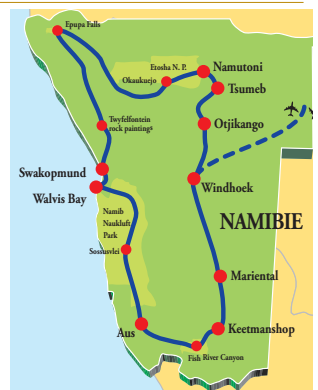 Epupa Falls
Etosha N. P.
Okaukuejo
Namutoni
Tsumeb
Twyfelfontein
rock paintings
Otjikango
Swakopmund
Walvis Bay
Windhoek
Namib
Naukluft
Park
NAMIBIE
Sossusvlei
Mariental
Aus
Keetmanshop
Fish River Canyon